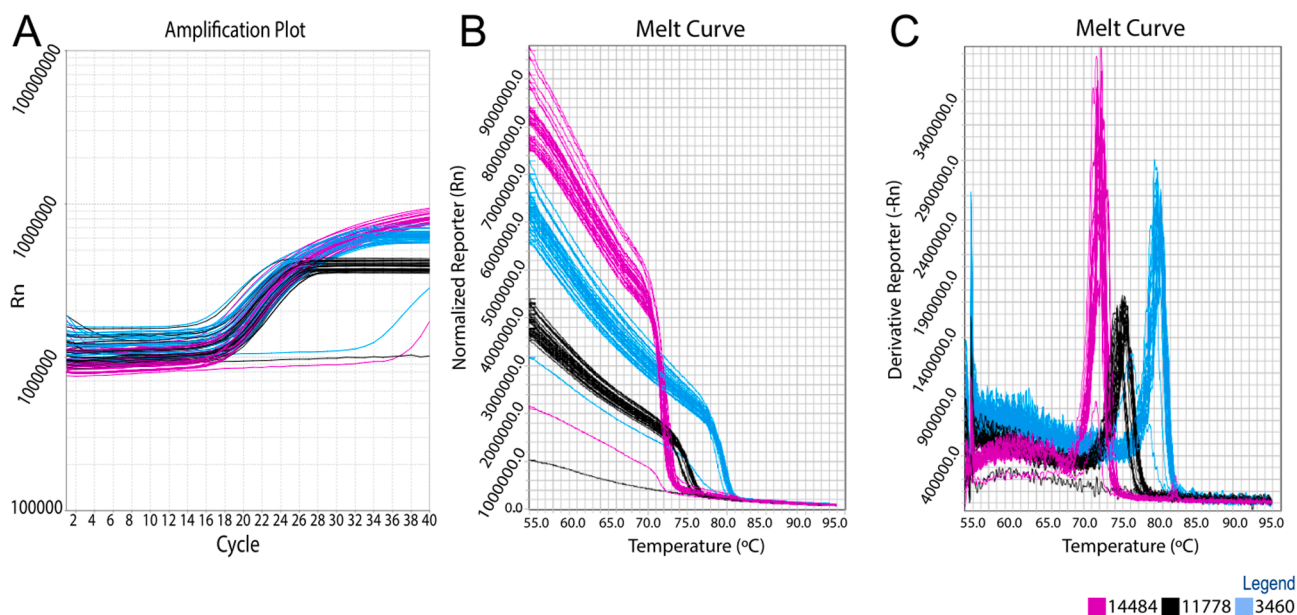 A
Amplification Plot
100000000
10000000
1000000
100000
Rn
2 4 6 8 10 12 14 16 18 20 22 24 26 28 30 32 34 36 38 40
Cycle
B
Melt Curve
9000000.0
8000000.0
7000000.0
6000000.0
5000000.0
4000000.0
3000000.0
2000000.0
1000000.0
0.0
Normalized Reporter (Rn)
55.0 60.0 65.0 70.0 75.0 80.0 85.0 90.0 95.0
Temperature (ºC)
C
Melt Curve
3400000.0
2900000.0
2400000.0
1900000.0
1400000.0
900000.0
400000.0
Derivative Reporter (-Rn)
55.0 60.0 65.0 70.0 75.0 80.0 85.0 90.0 95.0
Temperature (ºC)
Legend
14484 11778 3460